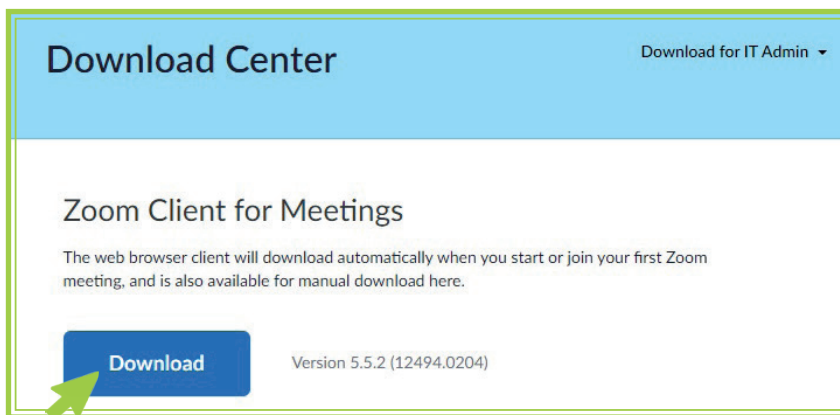 Download Center
Download for IT Admin
Zoom Client for Meetings
The web browser client will download automatically when you start or join your first Zoom
meeting, and is also available for manual download here.
Download
Version 5.5.2 (12494.0204)